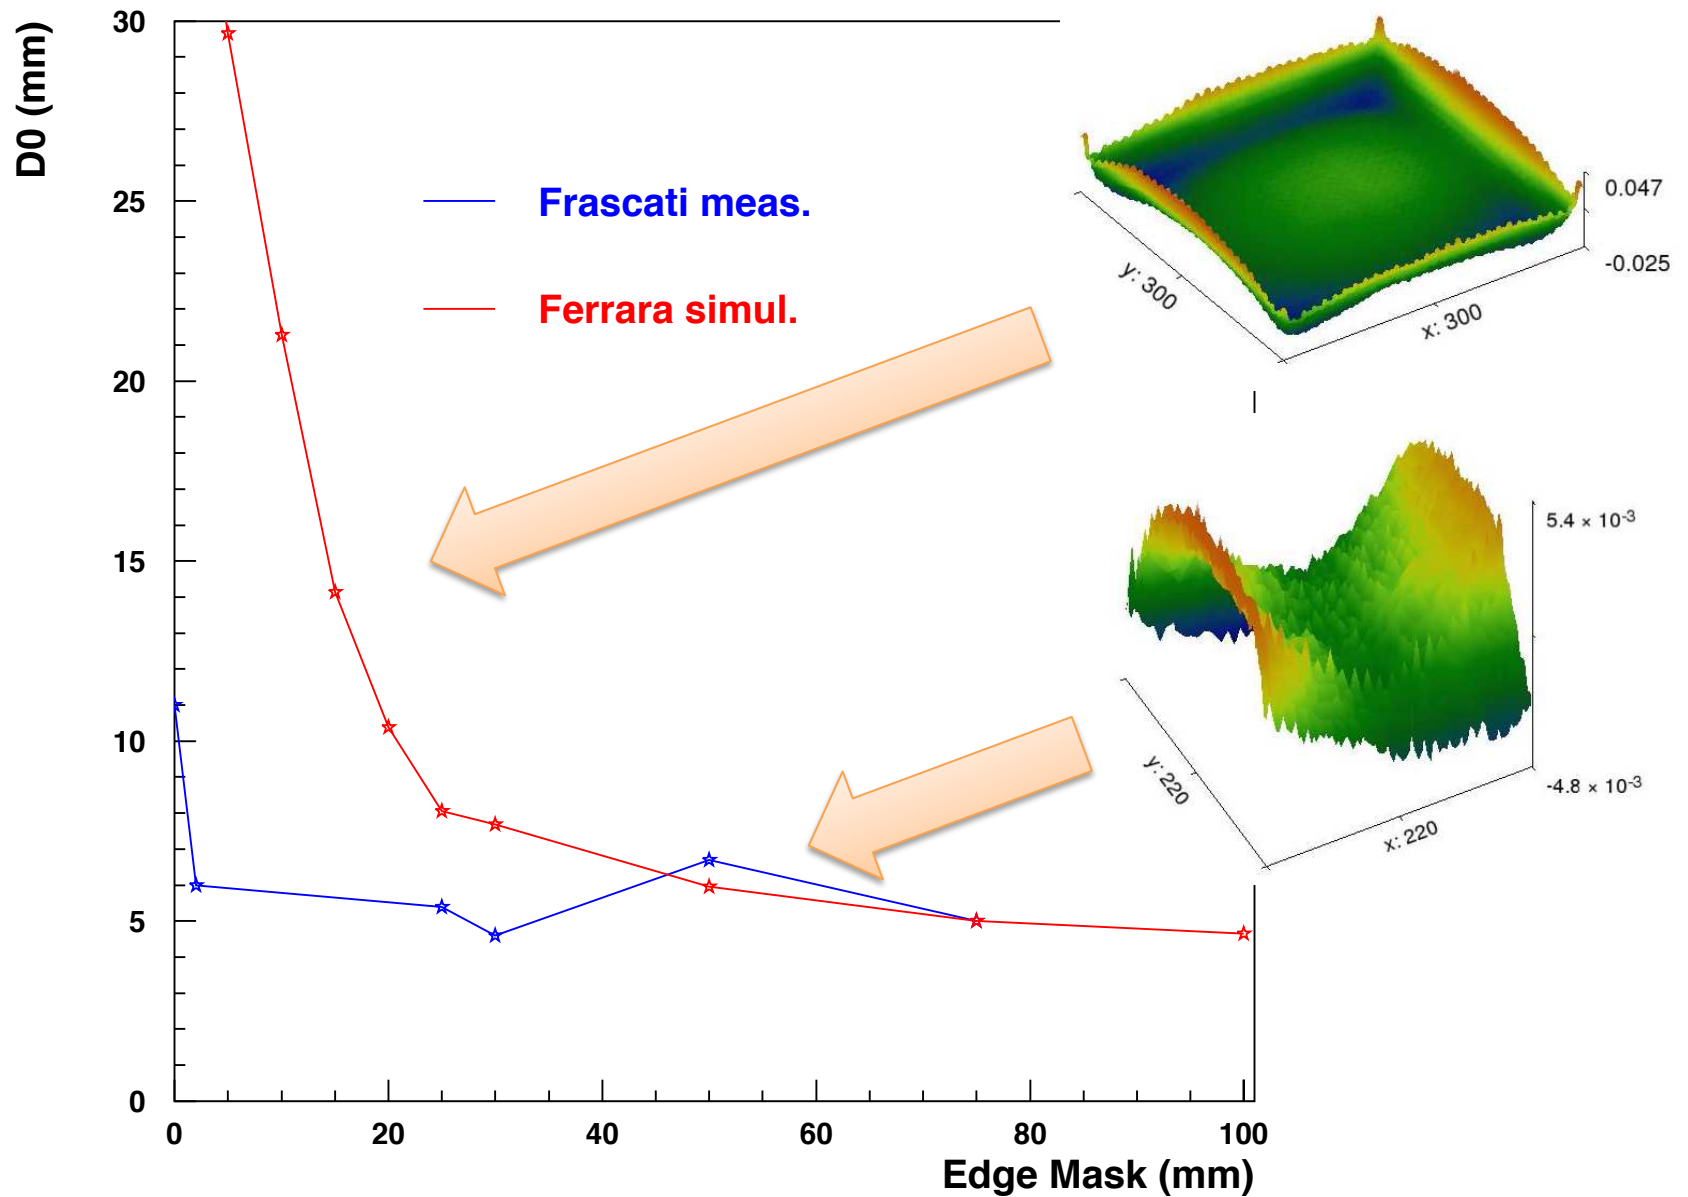 D0 (mm)
30
25
20
15
10
5
0
0 20 40 60 80 100
Edge Mask (mm)
Frascati meas.
Ferrara simul.
0.047
-0.025
y: 300
x: 300
5.4 × 10⁻³
-4.8 × 10⁻³
y: 220
x: 220